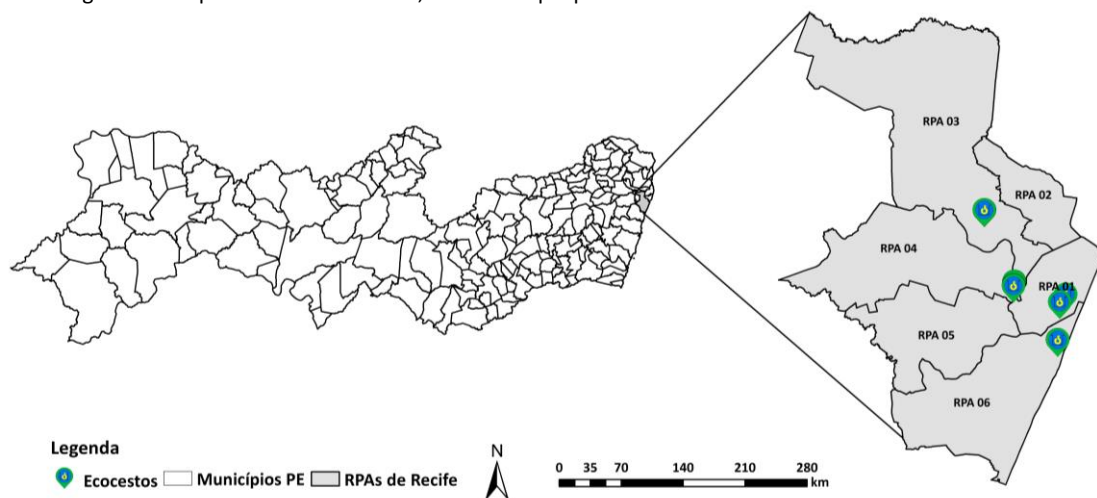 RPA 03
RPA 02
RPA 04
RPA 01
RPA 05
RPA 06
Legenda
Ecocestos Municípios PE RPAs de Recife
N
0 35 70 140 210 280
km